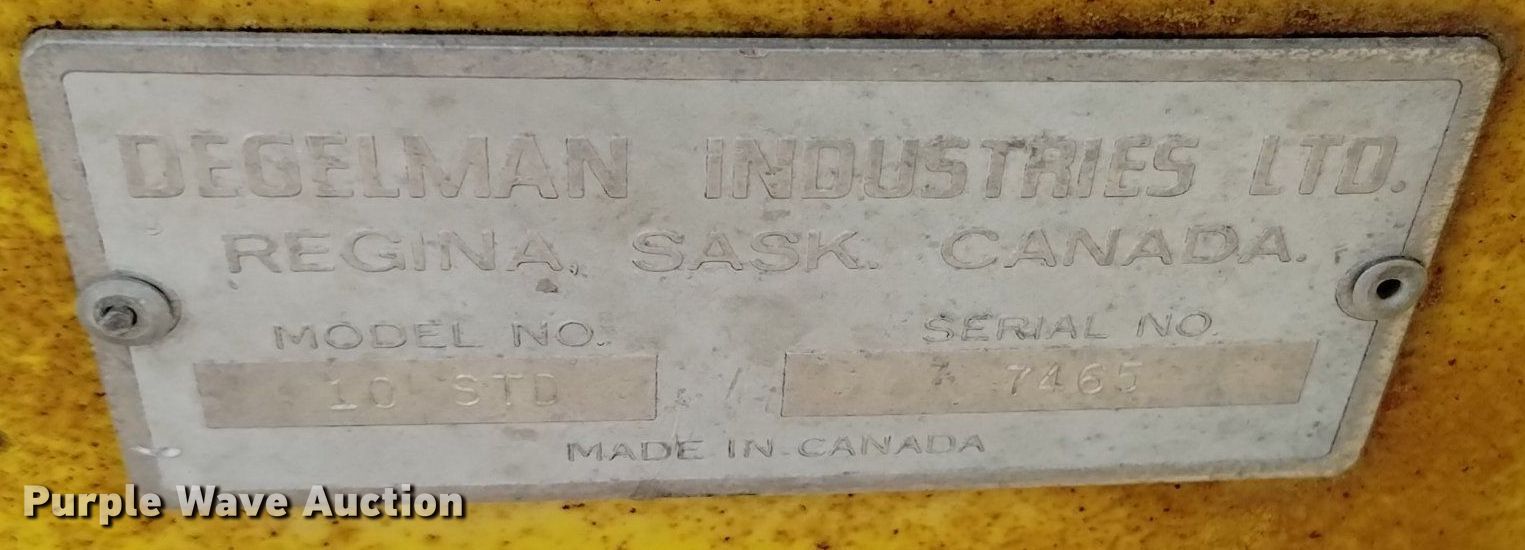 DEGELMAN INDUSTRIES LTD.
REGINA, SASK. CANADA.
MODEL NO. SERIAL NO.
10 STD 7465
MADE IN CANADA
Purple Wave Auction